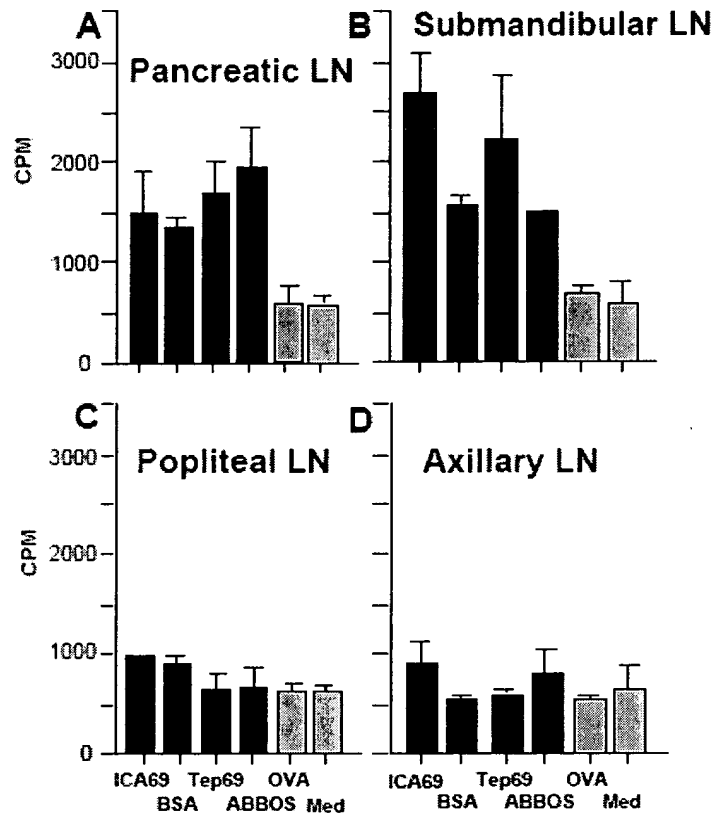 A
Pancreatic LN
B
Submandibular LN
3000
2000
1000
0
CPM
C
Popliteal LN
D
Axillary LN
3000
2000
1000
0
CPM
ICA69 Tep69 OVA
BSA ABBOS Med
ICA69 Tep69 OVA
BSA ABBOS Med